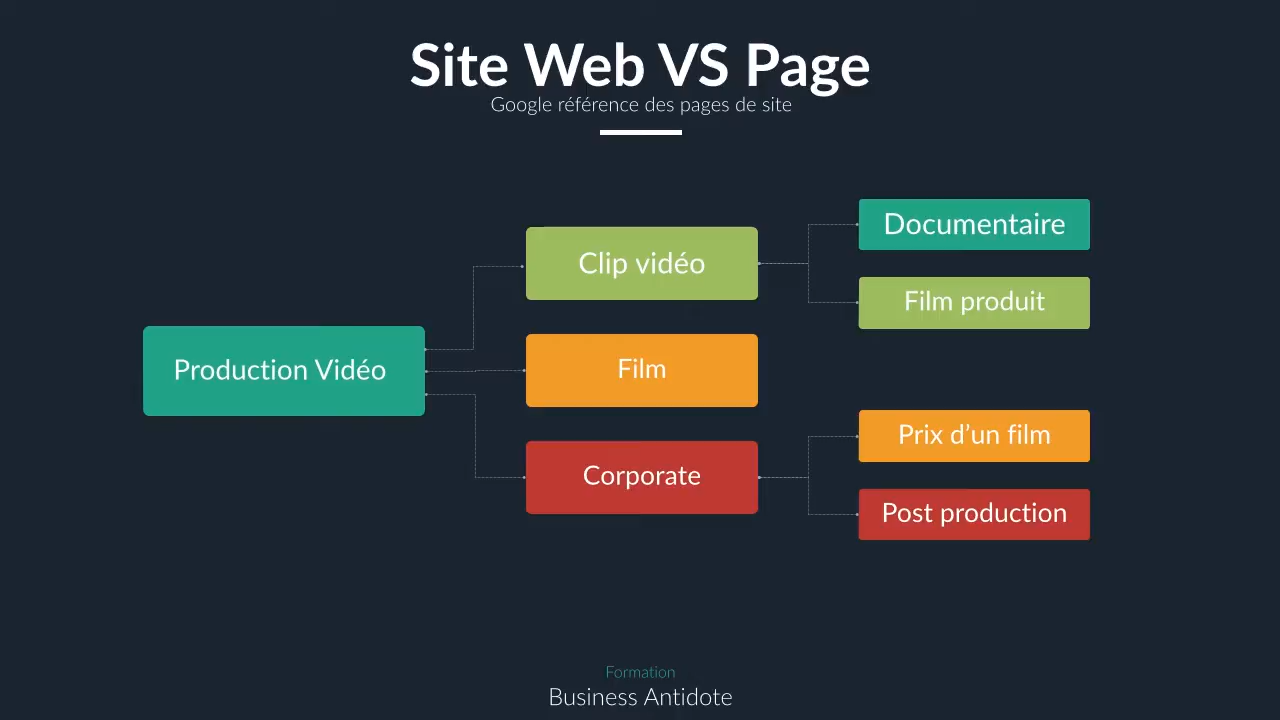 Site Web VS Page
Google référence des pages de site
Production Vidéo
Clip vidéo
Film
Corporate
Documentaire
Film produit
Prix d’un film
Post production
Formation
Business Antidote